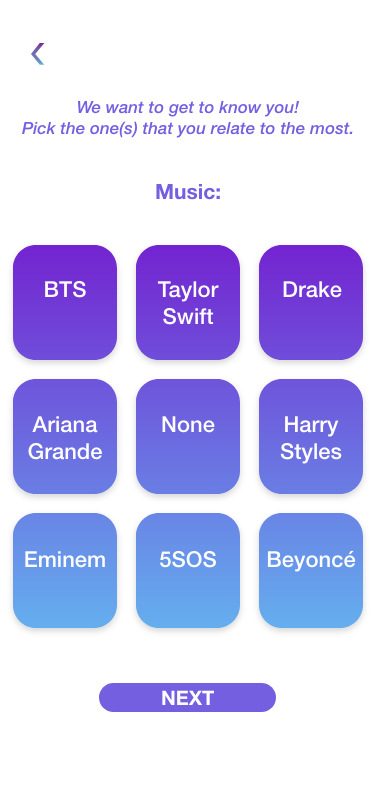 We want to get to know you!
Pick the one(s) that you relate to the most.
Music:
BTS
Taylor
Swift
Drake
Ariana
Grande
None
Harry
Styles
Eminem
5SOS
Beyoncé
NEXT